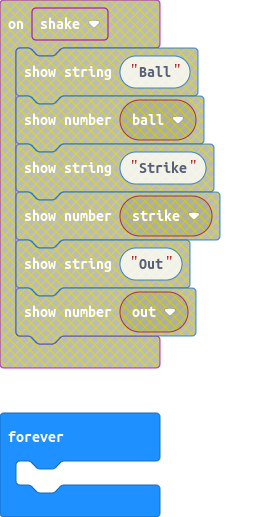 on shake
show string "Ball"
show number ball
show string "Strike"
show number strike
show string "Out"
show number out
forever